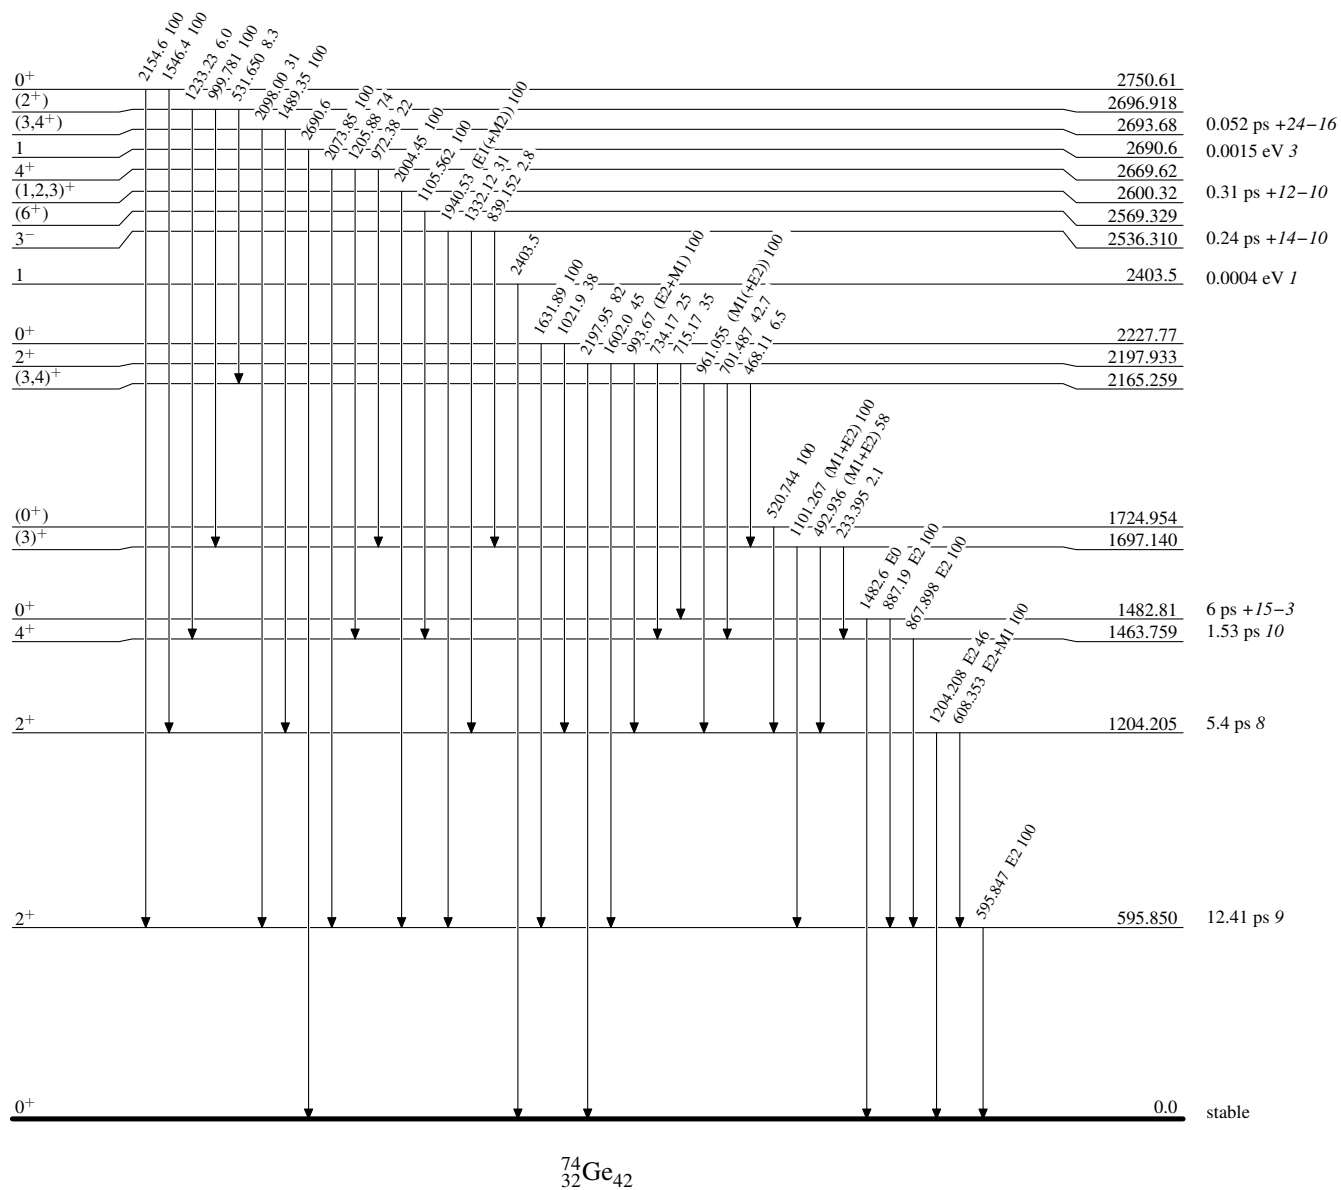 2154.6 100
1546.4 100
1233.23 6.0
999.781 100
531.650 8.3
2098.00 31
1489.35 100
2690.6
2073.85 100
1205.88 74
972.38 22
2004.45 100
1105.562 100
1940.53 (E1(+M2)) 100
1332.12 31
839.152 2.8
2403.5
1631.89 100
1021.9 38
2197.95 82
1602.0 45
993.67 (E2+M1) 100
734.17 25
715.17 35
961.055 (M1(+E2)) 100
701.487 42.7
468.11 6.5
520.744 100
1101.267 (M1+E2) 100
492.936 (M1+E2) 58
233.395 2.1
1482.6 E0
887.19 E2 100
867.898 E2 100
1204.208 E2 46
608.353 E2+M1 100
595.847 E2 100
0⁺ 2750.61
(2⁺) 2696.918
(3,4⁺) 2693.68 0.052 ps +24−16
1 2690.6 0.0015 eV 3
4⁺ 2669.62
(1,2,3)⁺ 2600.32 0.31 ps +12−10
(6⁺) 2569.329
3⁻ 2536.310 0.24 ps +14−10
1 2403.5 0.0004 eV 1
0⁺ 2227.77
2⁺ 2197.933
(3,4)⁺ 2165.259
(0⁺) 1724.954
(3)⁺ 1697.140
0⁺ 1482.81 6 ps +15−3
4⁺ 1463.759 1.53 ps 10
2⁺ 1204.205 5.4 ps 8
2⁺ 595.850 12.41 ps 9
0⁺ 0.0 stable
⁷⁴₃₂Ge₄₂